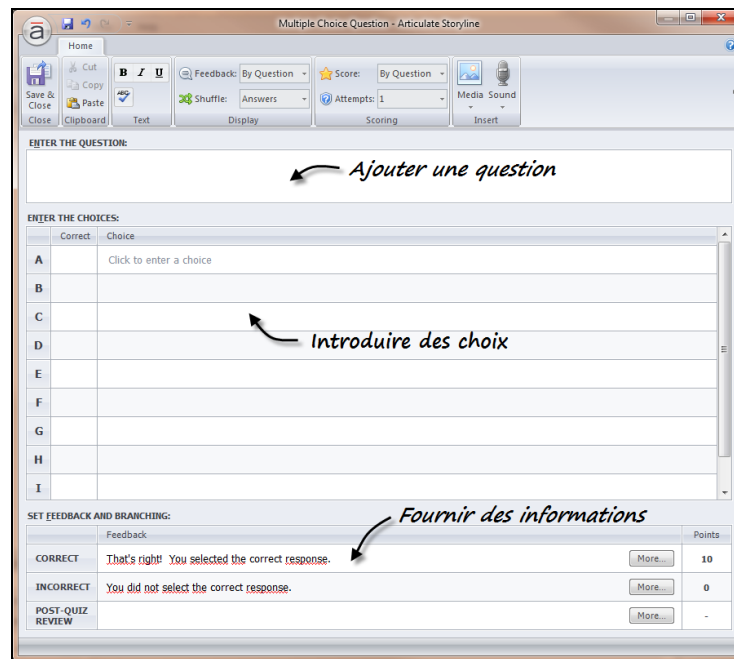 Multiple Choice Question - Articulate Storyline
Home
Save & Close
Cut
Copy
Paste
B I U
ABC
Feedback: By Question
Shuffle: Answers
Score: By Question
Attempts: 1
Media Sound
Close Clipboard Text Display Scoring Insert
ENTER THE QUESTION:
Ajouter une question
ENTER THE CHOICES:
Correct Choice
A Click to enter a choice
B
C
D
Introduire des choix
E
F
G
H
I
SET FEEDBACK AND BRANCHING:
Fournir des informations
Feedback Points
CORRECT That's right! You selected the correct response. More... 10
INCORRECT You did not select the correct response. More... 0
POST-QUIZ REVIEW More... -